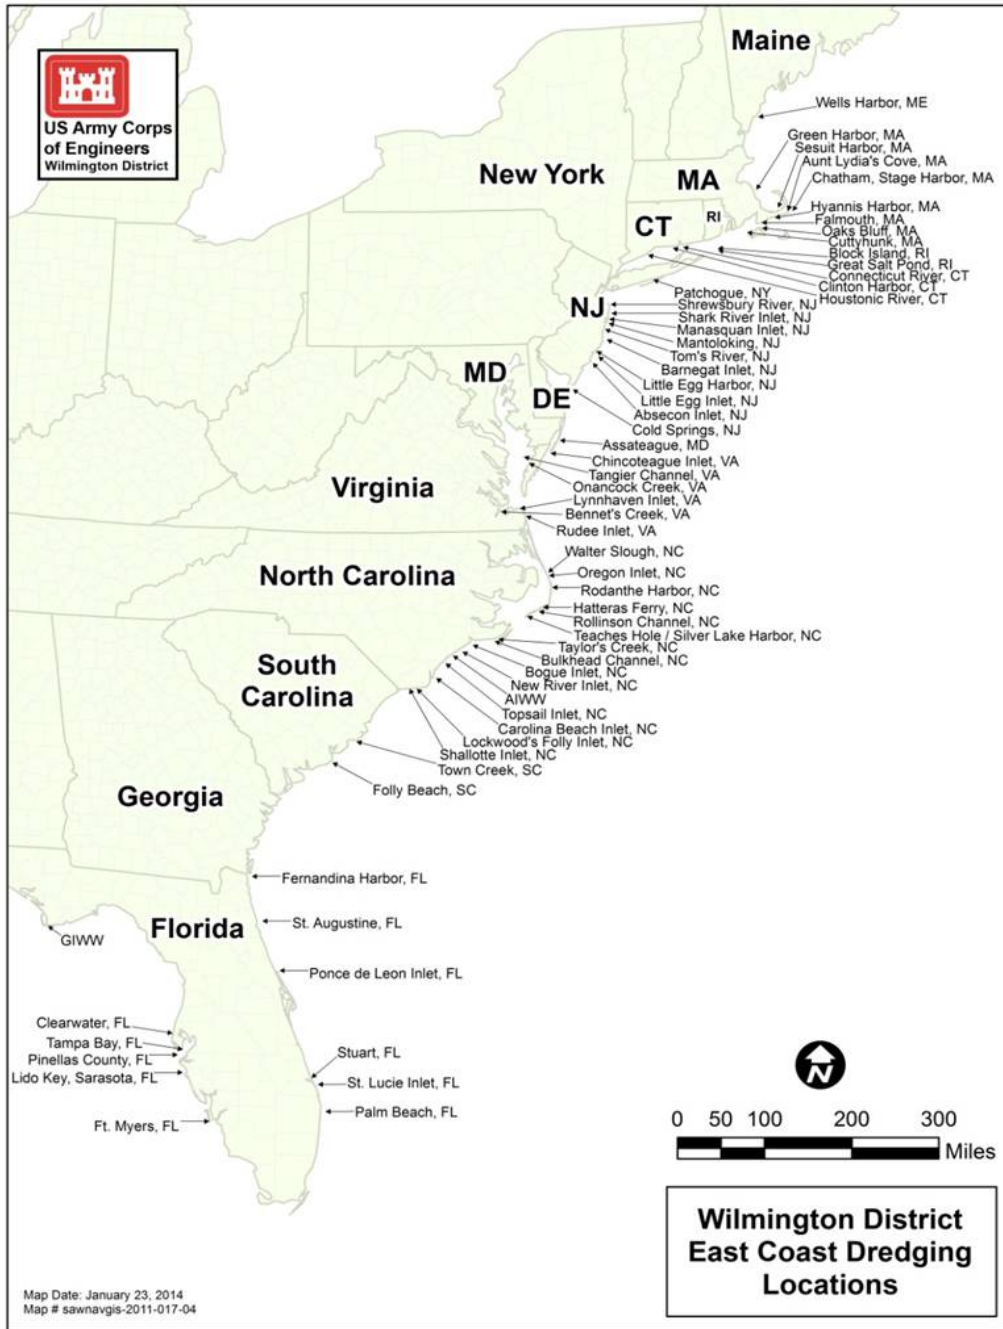 US Army Corps
of Engineers
Wilmington District
Maine
Wells Harbor, ME
Green Harbor, MA
Sesuit Harbor, MA
Aunt Lydia's Cove, MA
Chatham, Stage Harbor, MA
New York
MA
Hyannis Harbor, MA
RI
Falmouth, MA
CT
Oaks Bluff, MA
Cuttyhunk, MA
Block Island, RI
Great Salt Pond, RI
Connecticut River, CT
Clinton Harbor, CT
Houstonic River, CT
Patchogue, NY
NJ
Shrewsbury River, NJ
Shark River Inlet, NJ
Manasquan Inlet, NJ
Mantoloking, NJ
Tom's River, NJ
Barnegat Inlet, NJ
MD
Little Egg Harbor, NJ
DE
Little Egg Inlet, NJ
Absecon Inlet, NJ
Cold Springs, NJ
Assateague, MD
Chincoteague Inlet, VA
Tangier Channel, VA
Virginia
Onancock Creek, VA
Lynnhaven Inlet, VA
Bennet's Creek, VA
Rudee Inlet, VA
Walter Slough, NC
North Carolina
Oregon Inlet, NC
Rodanthe Harbor, NC
Hatteras Ferry, NC
Rollinson Channel, NC
Teaches Hole / Silver Lake Harbor, NC
Taylor's Creek, NC
Bulkhead Channel, NC
South
Carolina
Bogue Inlet, NC
New River Inlet, NC
AIWW
Topsail Inlet, NC
Carolina Beach Inlet, NC
Lockwood's Folly Inlet, NC
Shallotte Inlet, NC
Town Creek, SC
Folly Beach, SC
Georgia
Fernandina Harbor, FL
Florida
St. Augustine, FL
GIWW
Ponce de Leon Inlet, FL
Clearwater, FL
Tampa Bay, FL
Pinellas County, FL
Lido Key, Sarasota, FL
Ft. Myers, FL
Stuart, FL
St. Lucie Inlet, FL
Palm Beach, FL
N
0 50 100 200 300
Miles
Wilmington District
East Coast Dredging
Locations
Map Date: January 23, 2014
Map # sawnavgis-2011-017-04